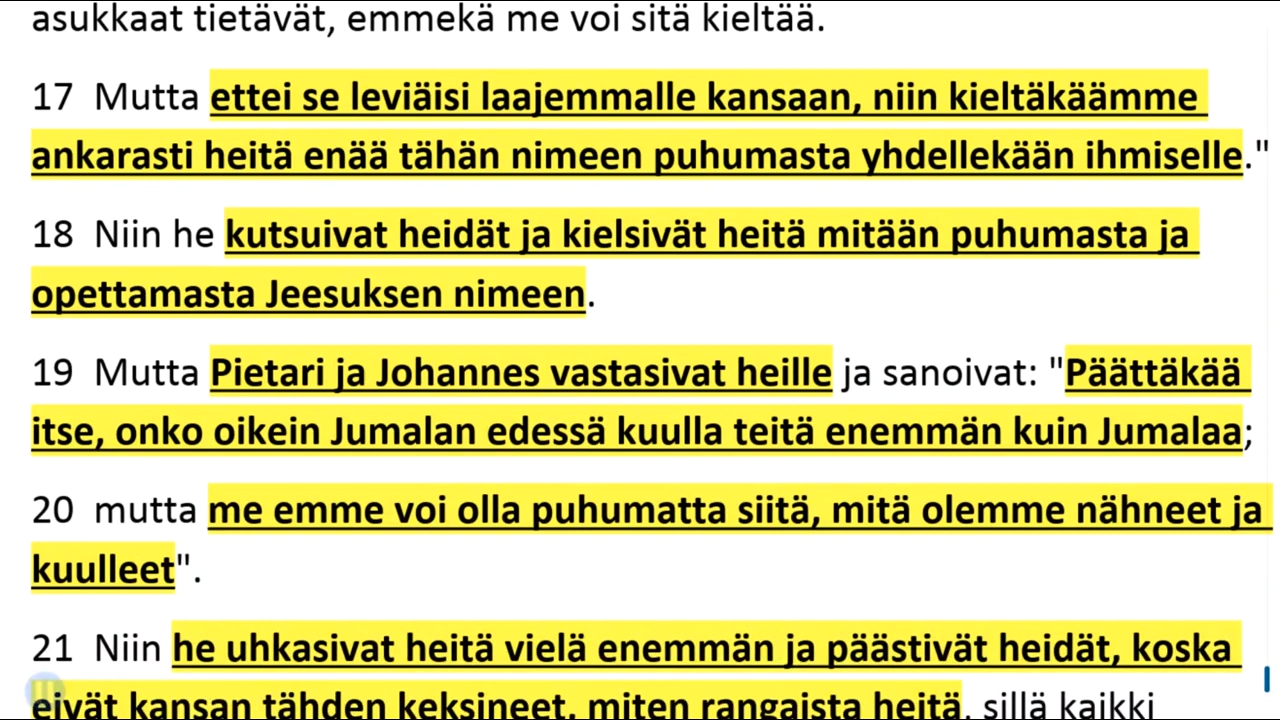 asukkaat tietävät, emmekä me voi sitä kieltää.
17 Mutta ettei se leviäisi laajemmalle kansaan, niin kieltäkäämme
ankarasti heitä enää tähän nimeen puhumasta yhdellekään ihmiselle."
18 Niin he kutsuivat heidät ja kielsivät heitä mitään puhumasta ja
opettamasta Jeesuksen nimeen.
19 Mutta Pietari ja Johannes vastasivat heille ja sanoivat: "Päättäkää
itse, onko oikein Jumalan edessä kuulla teitä enemmän kuin Jumalaa;
20 mutta me emme voi olla puhumatta siitä, mitä olemme nähneet ja
kuulleet".
21 Niin he uhkasivat heitä vielä enemmän ja päästivät heidät, koska
eivät kansan tähden keksineet, miten rangaista heitä, sillä kaikki